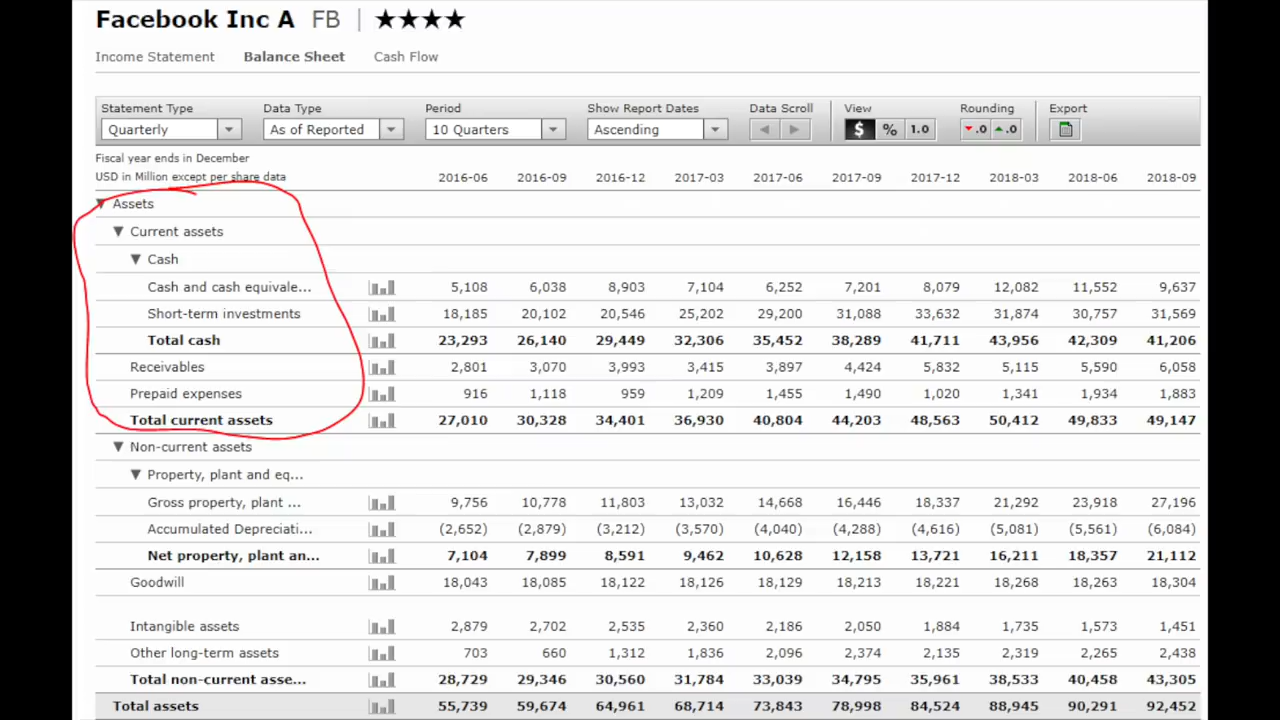 Facebook Inc A FB | ★★★★
Income Statement Balance Sheet Cash Flow
Statement Type Data Type Period Show Report Dates Data Scroll View Rounding Export
Quarterly As of Reported 10 Quarters Ascending $ % 1.0 .0 .0
Fiscal year ends in December
USD in Million except per share data 2016-06 2016-09 2016-12 2017-03 2017-06 2017-09 2017-12 2018-03 2018-06 2018-09
Assets
Current assets
Cash
Cash and cash equivale... 5,108 6,038 8,903 7,104 6,252 7,201 8,079 12,082 11,552 9,637
Short-term investments 18,185 20,102 20,546 25,202 29,200 31,088 33,632 31,874 30,757 31,569
Total cash 23,293 26,140 29,449 32,306 35,452 38,289 41,711 43,956 42,309 41,206
Receivables 2,801 3,070 3,993 3,415 3,897 4,424 5,832 5,115 5,590 6,058
Prepaid expenses 916 1,118 959 1,209 1,455 1,490 1,020 1,341 1,934 1,883
Total current assets 27,010 30,328 34,401 36,930 40,804 44,203 48,563 50,412 49,833 49,147
Non-current assets
Property, plant and eq...
Gross property, plant ... 9,756 10,778 11,803 13,032 14,668 16,446 18,337 21,292 23,918 27,196
Accumulated Depreciati... (2,652) (2,879) (3,212) (3,570) (4,040) (4,288) (4,616) (5,081) (5,561) (6,084)
Net property, plant an... 7,104 7,899 8,591 9,462 10,628 12,158 13,721 16,211 18,357 21,112
Goodwill 18,043 18,085 18,122 18,126 18,129 18,213 18,221 18,268 18,263 18,304
Intangible assets 2,879 2,702 2,535 2,360 2,186 2,050 1,884 1,735 1,573 1,451
Other long-term assets 703 660 1,312 1,836 2,096 2,374 2,135 2,319 2,265 2,438
Total non-current asse... 28,729 29,346 30,560 31,784 33,039 34,795 35,961 38,533 40,458 43,305
Total assets 55,739 59,674 64,961 68,714 73,843 78,998 84,524 88,945 90,291 92,452